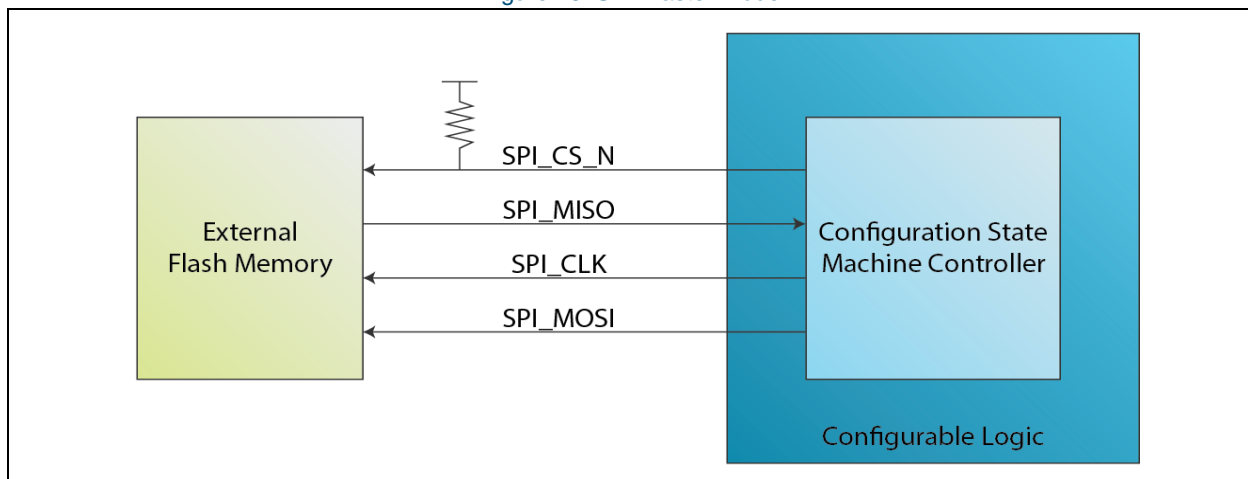 SPI_CS_N
SPI_MISO
SPI_CLK
SPI_MOSI
External
Flash Memory
Configuration State
Machine Controller
Configurable Logic